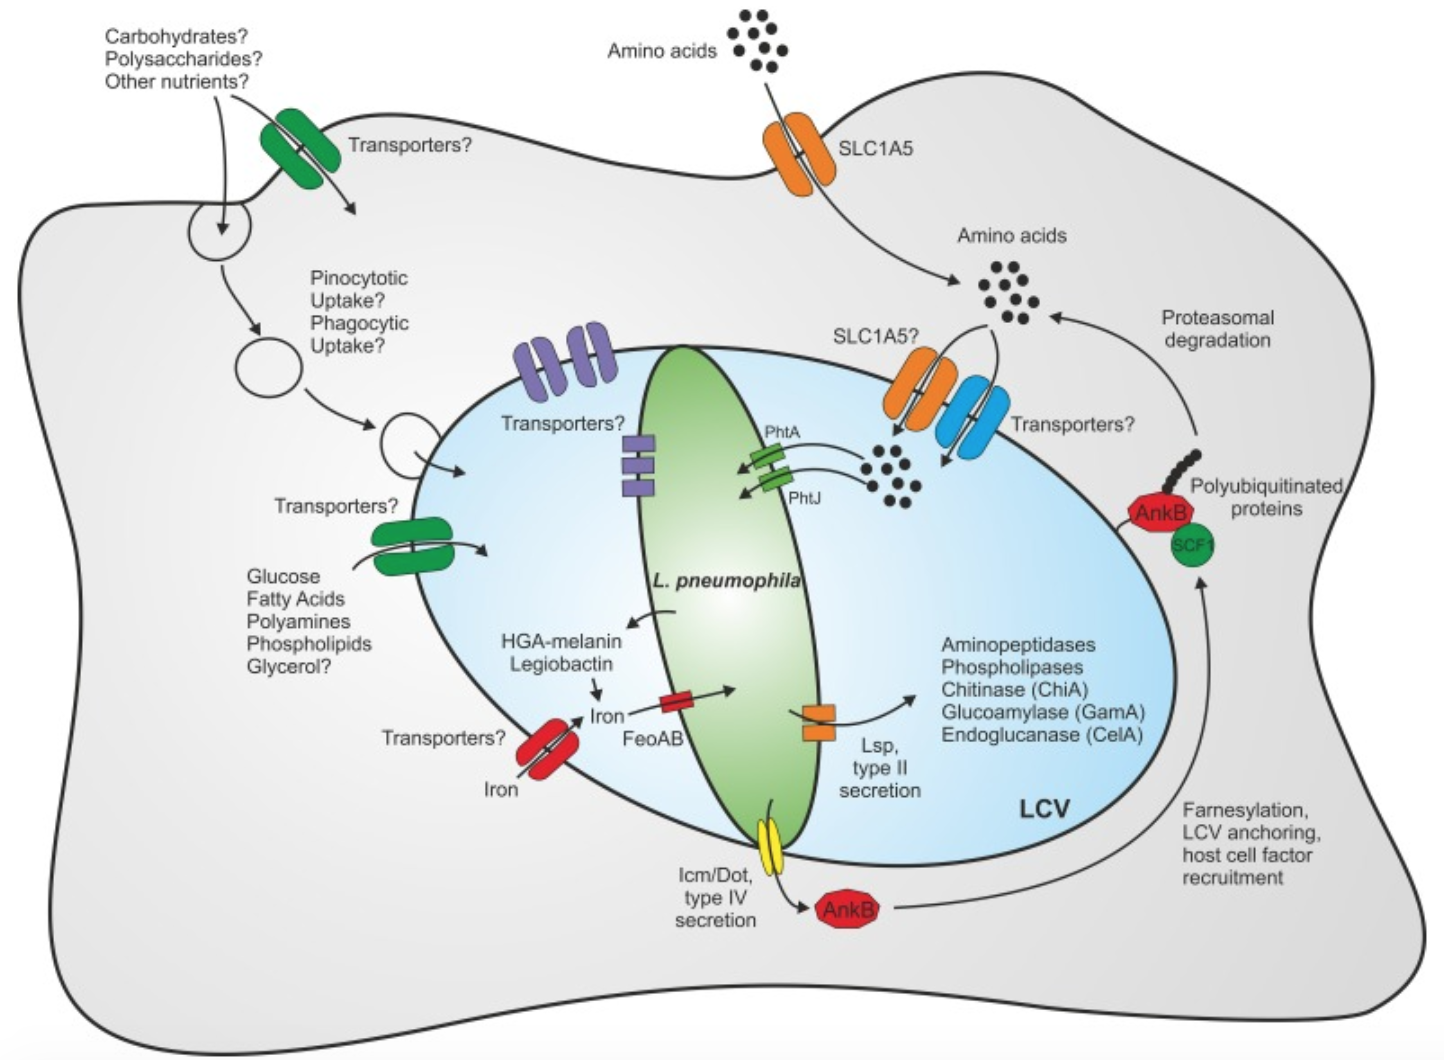 Carbohydrates?
Polysaccharides?
Other nutrients?
Transporters?
Amino acids
SLC1A5
Amino acids
Pinocytotic
Uptake?
Phagocytic
Uptake?
Proteasomal
degradation
SLC1A5?
Transporters?
Transporters?
PhtA
PhtJ
Polyubiquitinated
proteins
AnkB
SCF1
Transporters?
Glucose
Fatty Acids
Polyamines
Phospholipids
Glycerol?
L. pneumophila
HGA-melanin
Legiobactin
Iron
FeoAB
Transporters?
Iron
Aminopeptidases
Phospholipases
Chitinase (ChiA)
Glucoamylase (GamA)
Endoglucanase (CelA)
Lsp,
type II
secretion
LCV
Farnesylation,
LCV anchoring,
host cell factor
recruitment
Icm/Dot,
type IV
secretion
AnkB